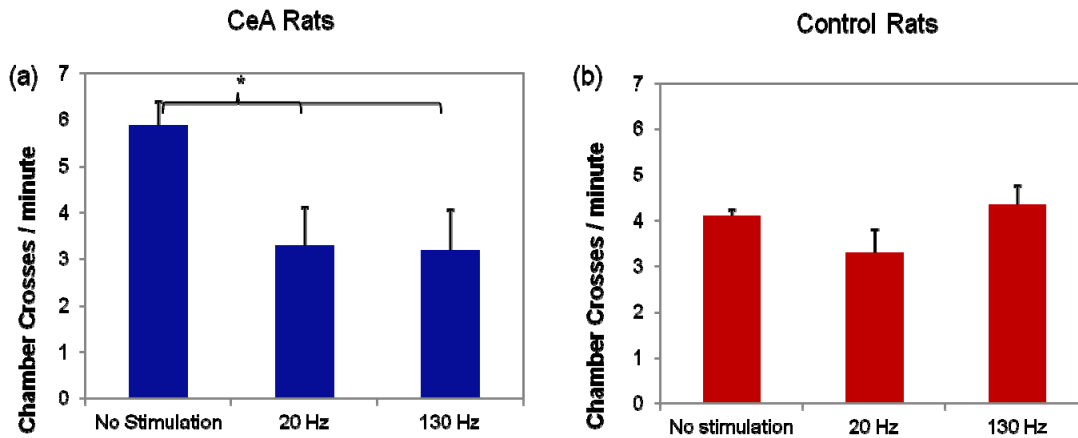 CeA Rats
(a)
Chamber Crosses / minute
7
6
5
4
3
2
1
0
*
No Stimulation
20 Hz
130 Hz
Control Rats
(b)
Chamber Crosses / minute
7
6
5
4
3
2
1
0
No stimulation
20 Hz
130 Hz